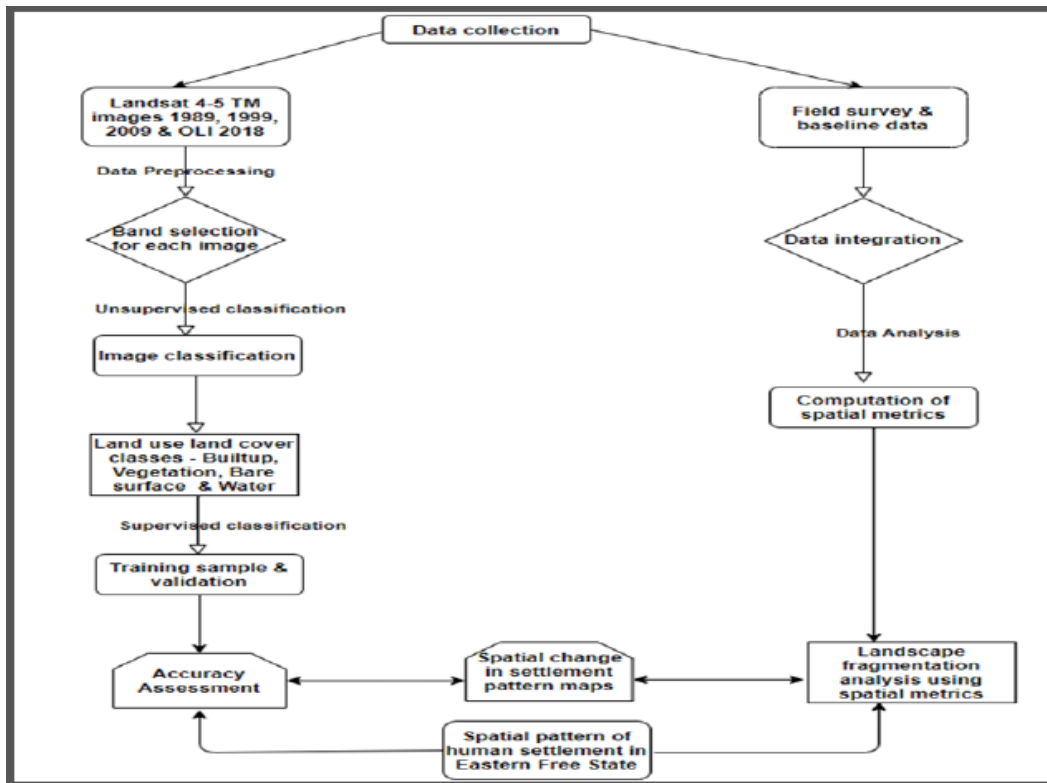 Data collection
Landsat 4-5 TM
images 1989, 1999,
2009 & OLI 2018
Field survey &
baseline data
Data Preprocessing
Band selection
for each image
Data integration
Unsupervised classification
Data Analysis
Image classification
Computation of
spatial metrics
Land use land cover
classes - Builtup,
Vegetation, Bare
surface & Water
Supervised classification
Training sample &
validation
Accuracy
Assessment
Spatial change
in settlement
pattern maps
Landscape
fragmentation
analysis using
spatial metrics
Spatial pattern of
human settlement in
Eastern Free State